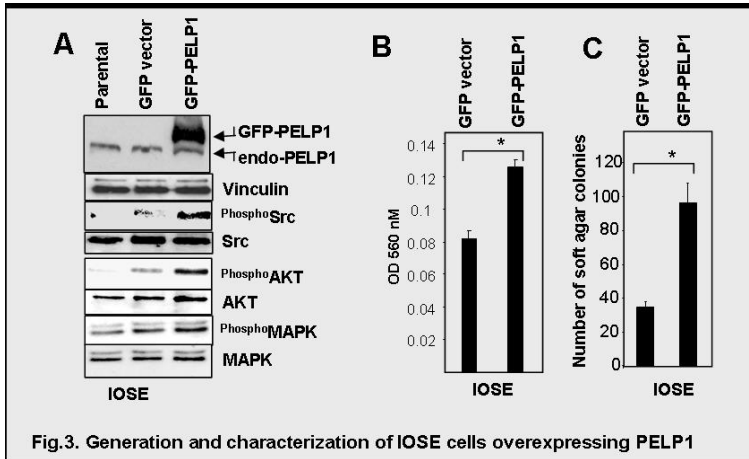 A
Parental
GFP vector
GFP-PELP1
GFP-PELP1
endo-PELP1
Vinculin
PhosphoSrc
Src
PhosphoAKT
AKT
PhosphoMAPK
MAPK
IOSE
B
GFP vector
GFP-PELP1
*
0.14
0.12
0.1
0.08
0.06
0.04
0.02
OD 560 nM
IOSE
C
GFP vector
GFP-PELP1
*
120
100
80
60
40
20
0
Number of soft agar colonies
IOSE
Fig.3. Generation and characterization of IOSE cells overexpressing PELP1